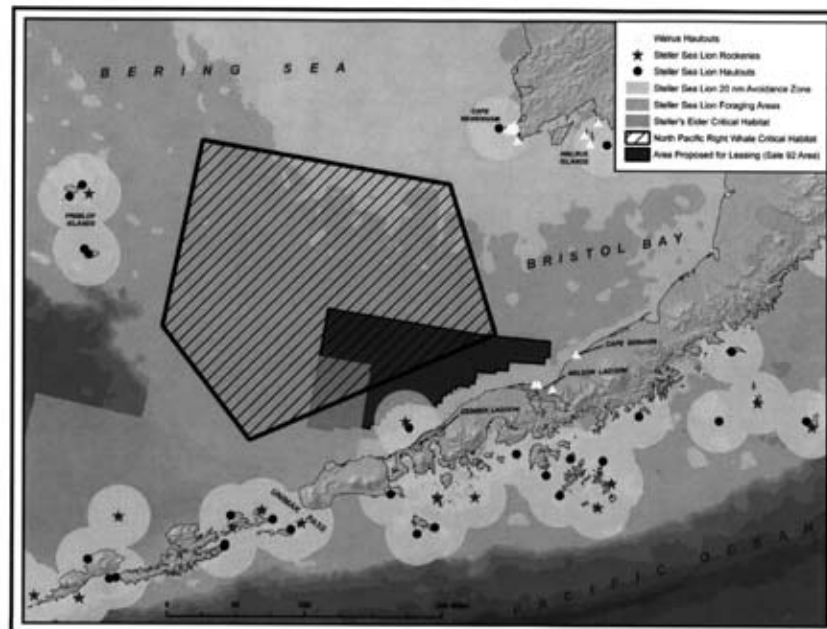 Walrus Haulouts
Steller Sea Lion Rookeries
Steller Sea Lion Haulouts
Steller Sea Lion 20 nm Avoidance Zone
Steller Sea Lion Foraging Areas
Steller's Eider Critical Habitat
North Pacific Right Whale Critical Habitat
Area Proposed for Leasing (Sale 92 Area)
BERING SEA
CAPE
NEWENHAM
WALRUS
ISLANDS
PRIBILOF
ISLANDS
BRISTOL BAY
CAPE
NELSON LAGOON
IZEMBEK LAGOON
UNIMAK PASS
PACIFIC OCEAN
0
50
100